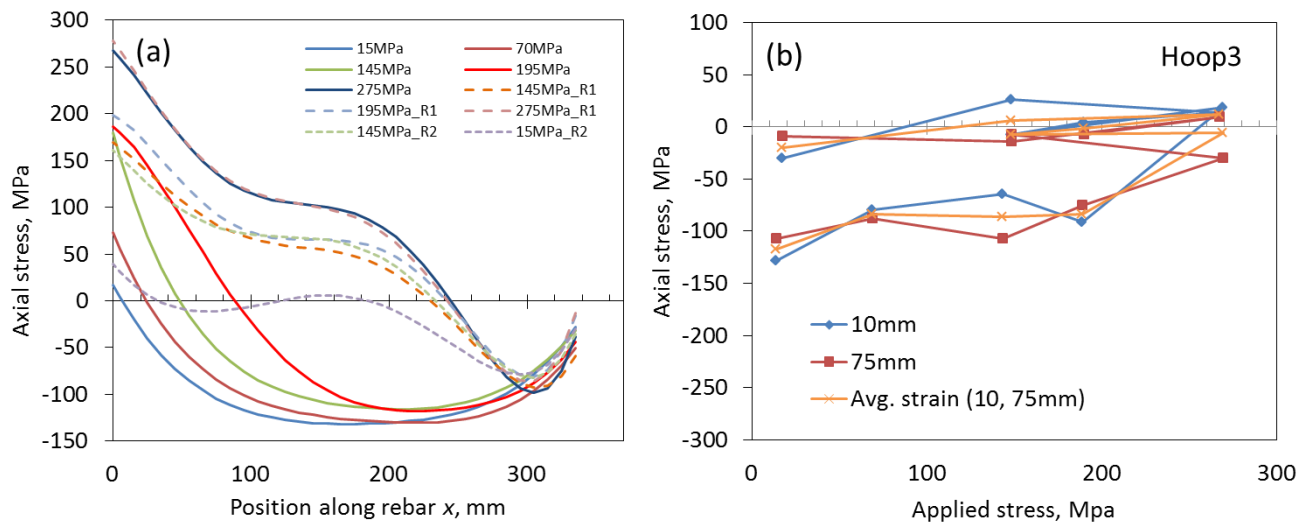 300
250
200
150
100
50
0
-50
-100
-150
Axial stress, MPa
(a)
15MPa 70MPa
145MPa 195MPa
275MPa 145MPa_R1
195MPa_R1 275MPa_R1
145MPa_R2 15MPa_R2
0 100 200 300
Position along rebar x, mm
100
50
0
-50
-100
-150
-200
-250
-300
Axial stress, MPa
(b) Hoop3
10mm
75mm
Avg. strain (10, 75mm)
0 100 200 300
Applied stress, Mpa